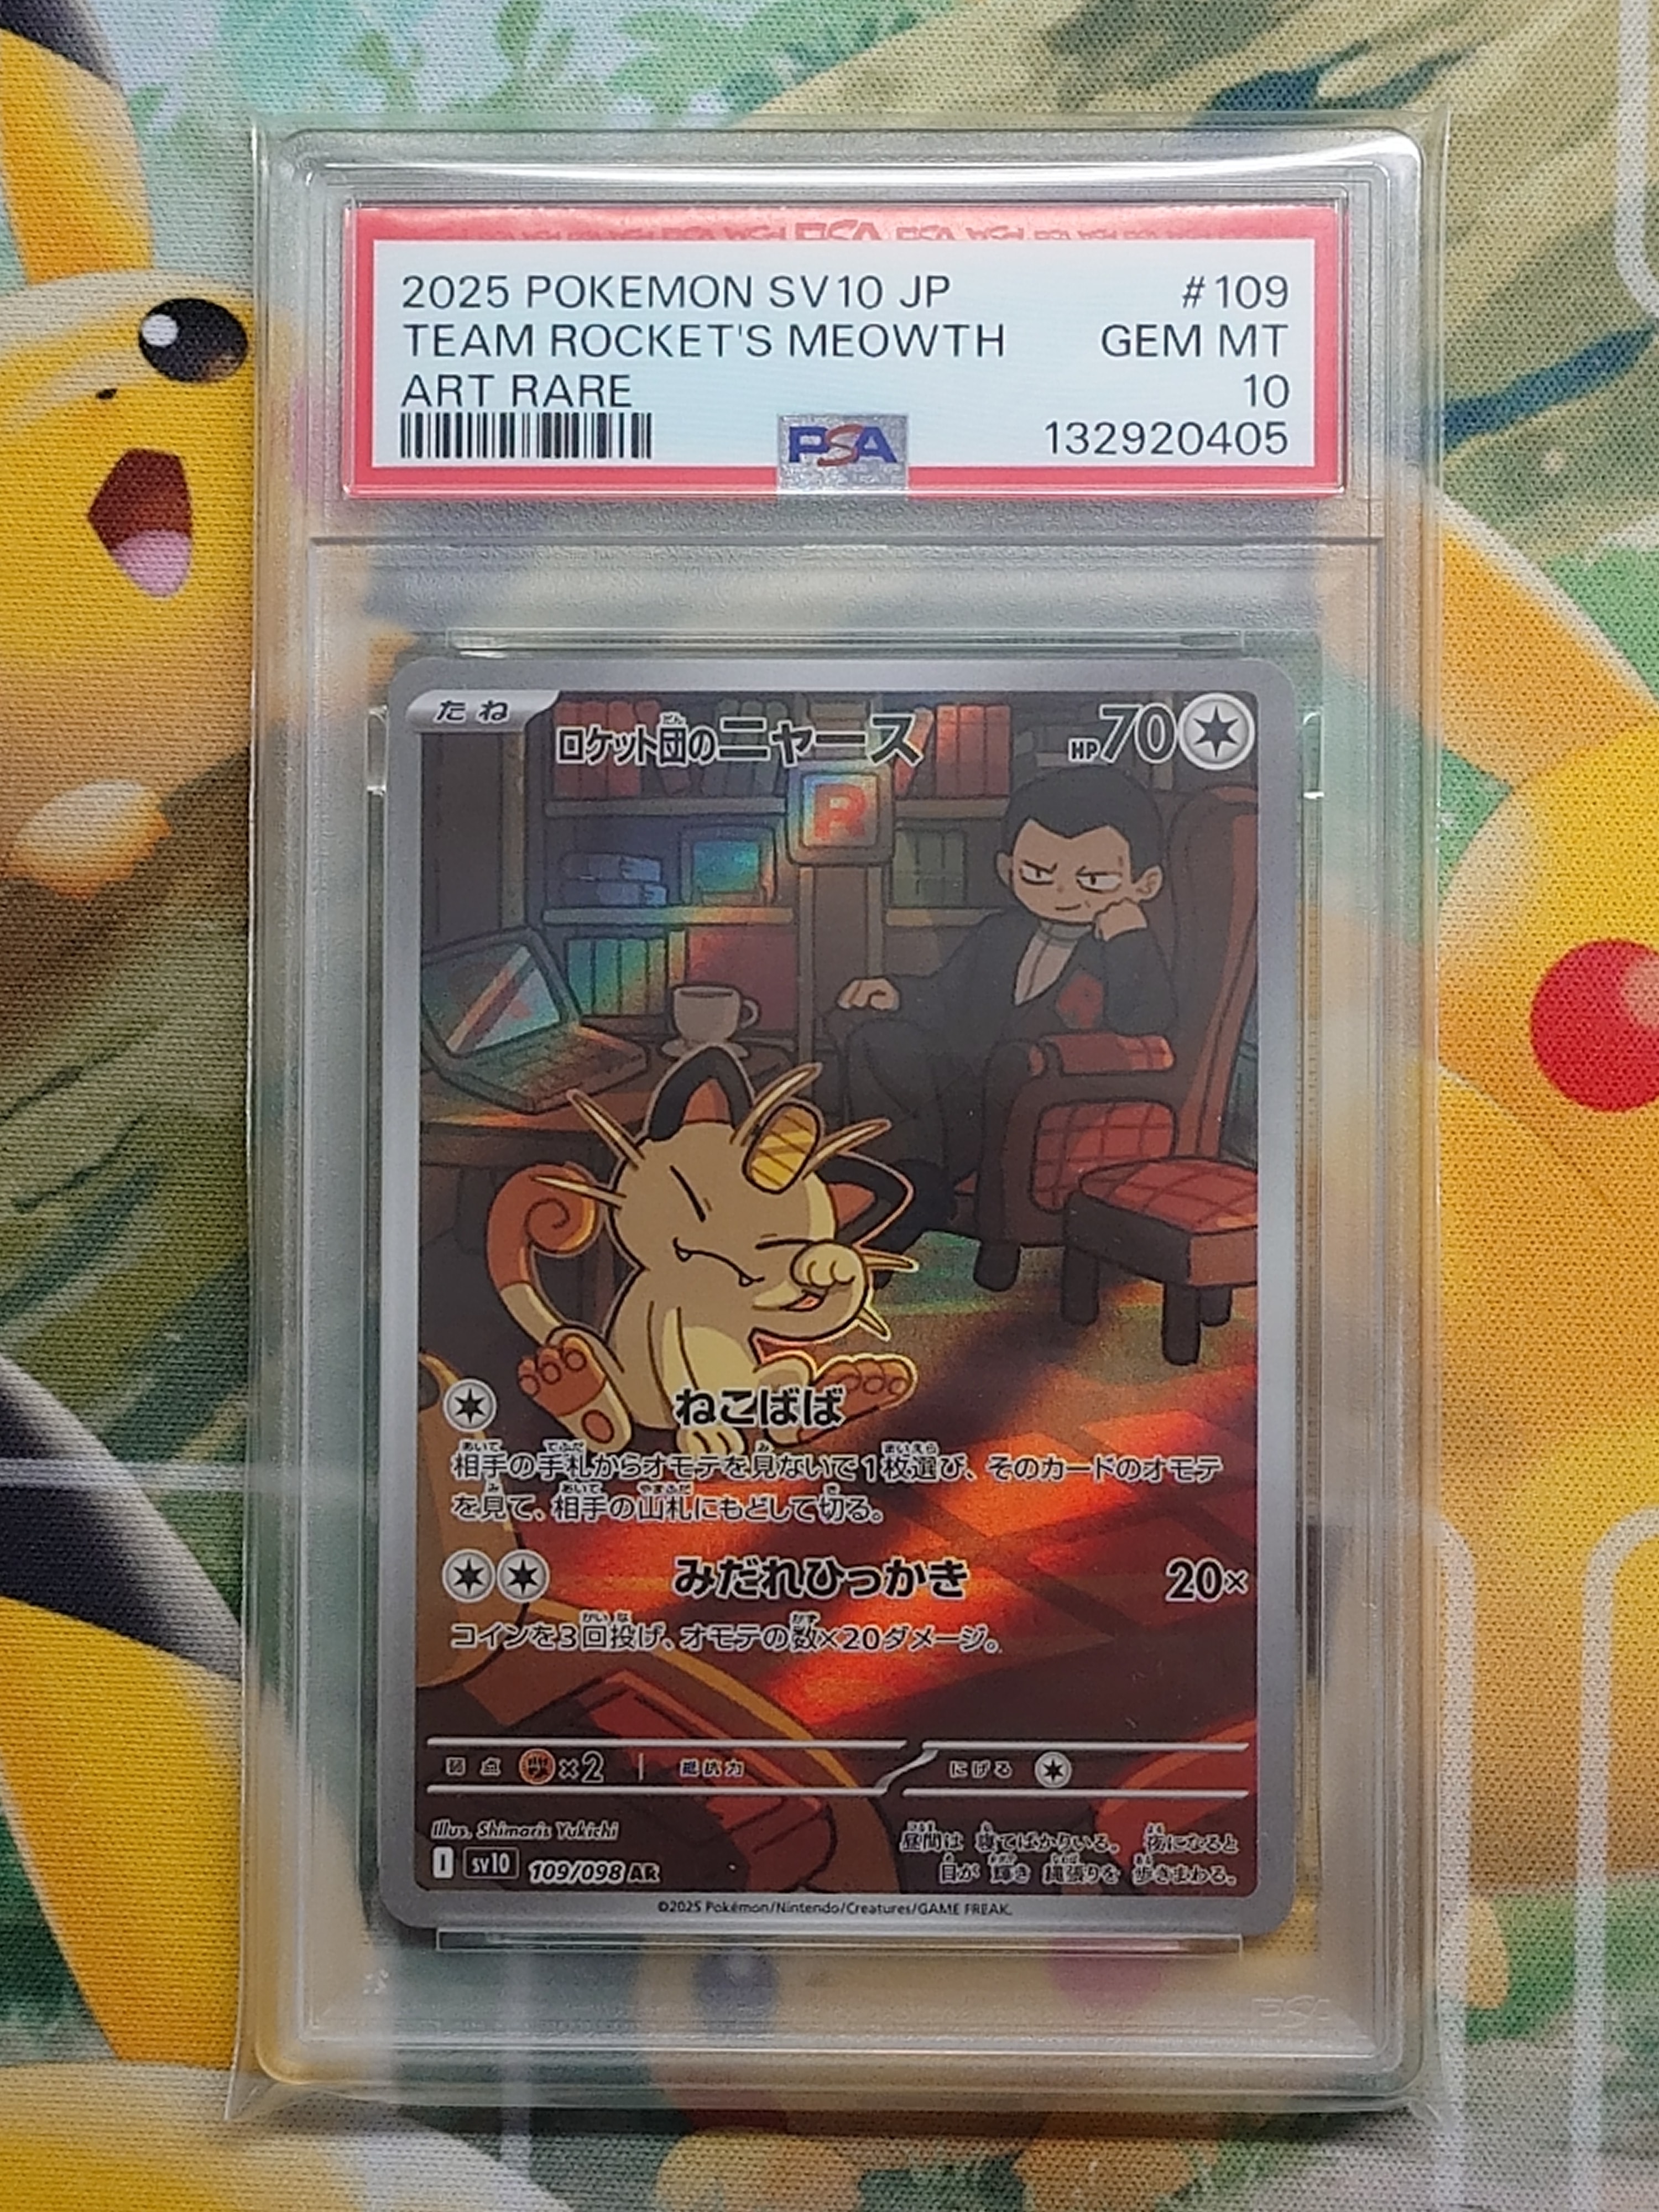 2025 POKEMON SV10 JP #109
TEAM ROCKET'S MEOWTH GEM MT
ART RARE 10
PSA 132920405
たね ロケット団のニャース HP70
R
ねこばば
相手の手札からオモテを見ないで1枚選び、そのカードのオモテ
を見て、相手の山札にもどして切る。
みだれひっかき 20×
コインを3回投げ、オモテの数×20ダメージ。
弱点 ×2 抵抗力 にげる
Illus. Shimaris Yukichi
昼間は 寝てばかりいる。 夜になると
目が 輝き 縄張りを 歩きまわる。
I sv10 109/098 AR
©2025 Pokémon/Nintendo/Creatures/GAME FREAK.
PSA